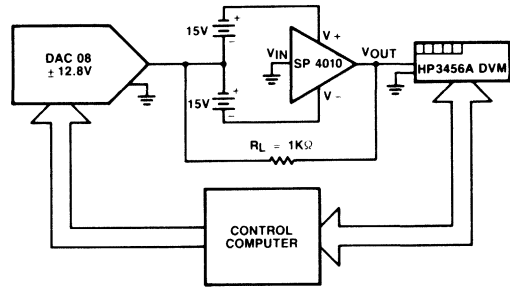 DAC 08
± 12.8V
15V
+
−
15V
+
−
V +
VIN
SP 4010
V −
VOUT
HP3456A DVM
RL = 1KΩ
CONTROL
COMPUTER